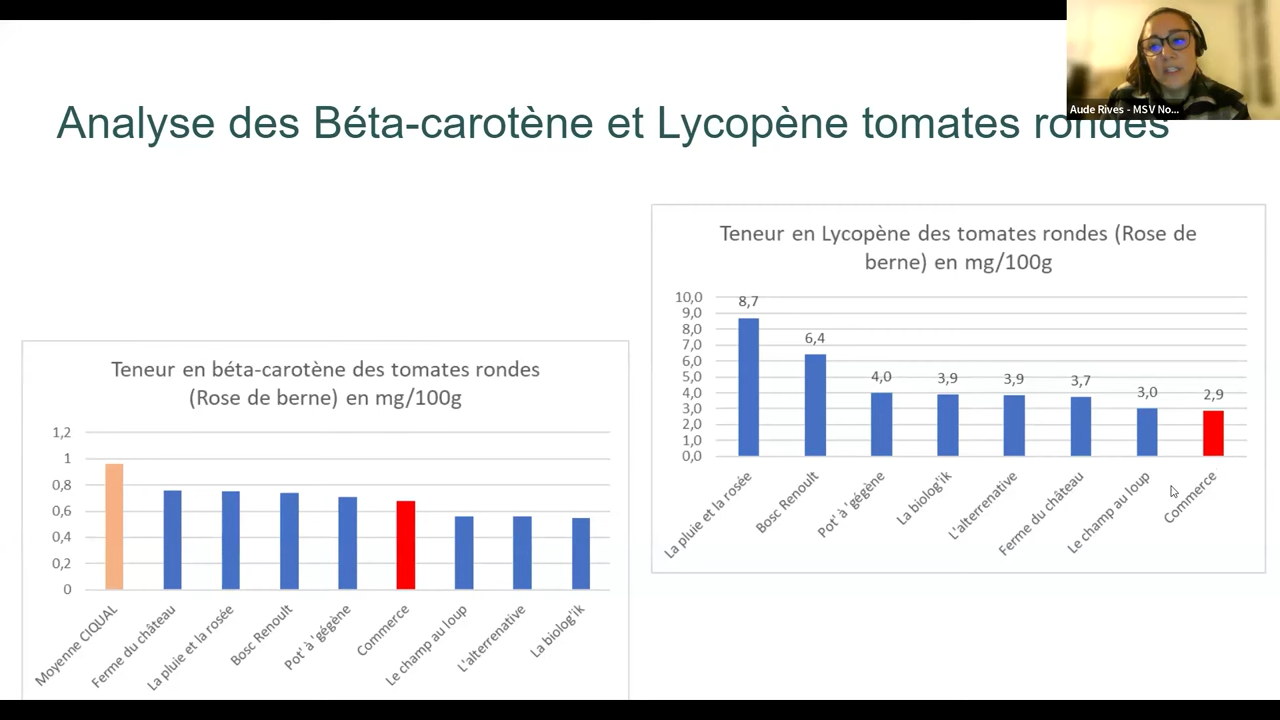 Aude Rives - MSV No...
Analyse des Béta-carotène et Lycopène tomates rondes
Teneur en Lycopène des tomates rondes (Rose de
berne) en mg/100g
10,0
9,0
8,0
7,0
6,0
5,0
4,0
3,0
2,0
1,0
0,0
8,7
6,4
4,0
3,9
3,9
3,7
3,0
2,9
La pluie et la rosée
Bosc Renoult
Pot' à 'gégène
La biolog'ik
L'alterrenative
Ferme du château
Le champ au loup
Commerce
Teneur en béta-carotène des tomates rondes
(Rose de berne) en mg/100g
1,2
1
0,8
0,6
0,4
0,2
0
Moyenne CIQUAL
Ferme du château
La pluie et la rosée
Bosc Renoult
Pot' à 'gégène
Commerce
Le champ au loup
L'alterrenative
La biolog'ik